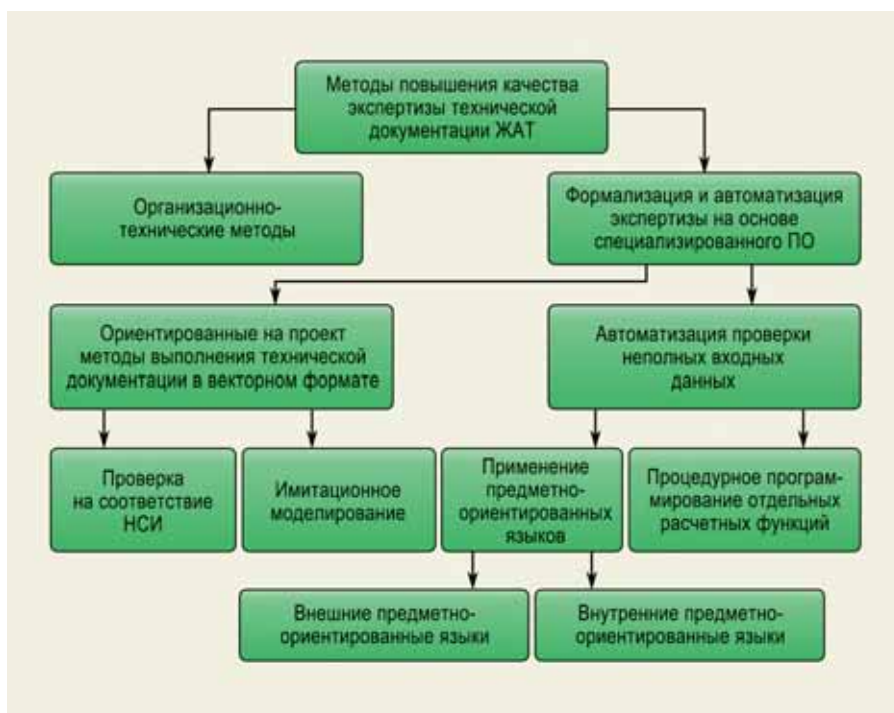 Методы повышения качества
экспертизы технической
документации ЖАТ
Организационно-
технические методы
Формализация и автоматизация
экспертизы на основе
специализированного ПО
Ориентированные на проект
методы выполнения технической
документации в векторном формате
Автоматизация проверки
неполных входных
данных
Проверка
на соответствие
НСИ
Имитационное
моделирование
Применение
предметно-
ориентированных
языков
Процедурное програм-
мирование отдельных
расчетных функций
Внешние предметно-
ориентированные языки
Внутренние предметно-
ориентированные языки